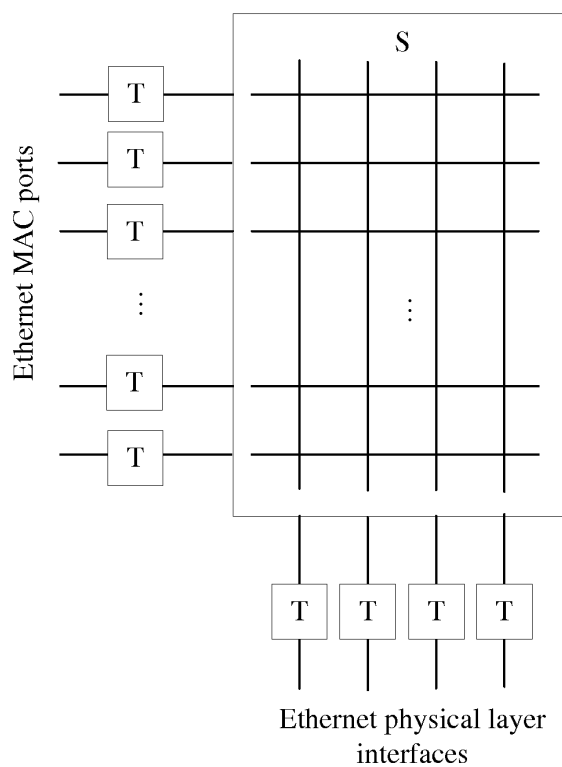 S
T
T
T
Ethernet MAC ports
⋮
⋮
T
T
T T T T
Ethernet physical layer
interfaces